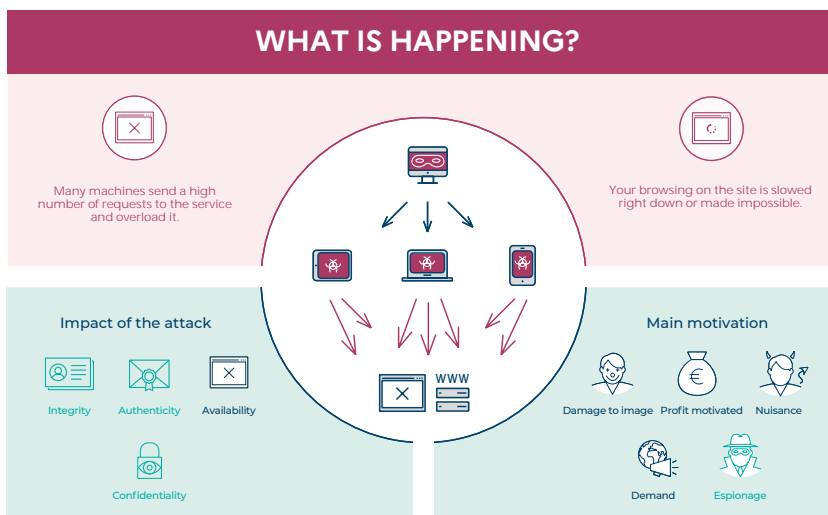 WHAT IS HAPPENING?
Many machines send a high
number of requests to the service
and overload it.
Your browsing on the site is slowed
right down or made impossible.
WWW
Impact of the attack
Integrity
Authenticity
Availability
Confidentiality
Main motivation
Damage to image
Profit motivated
Nuisance
Demand
Espionage